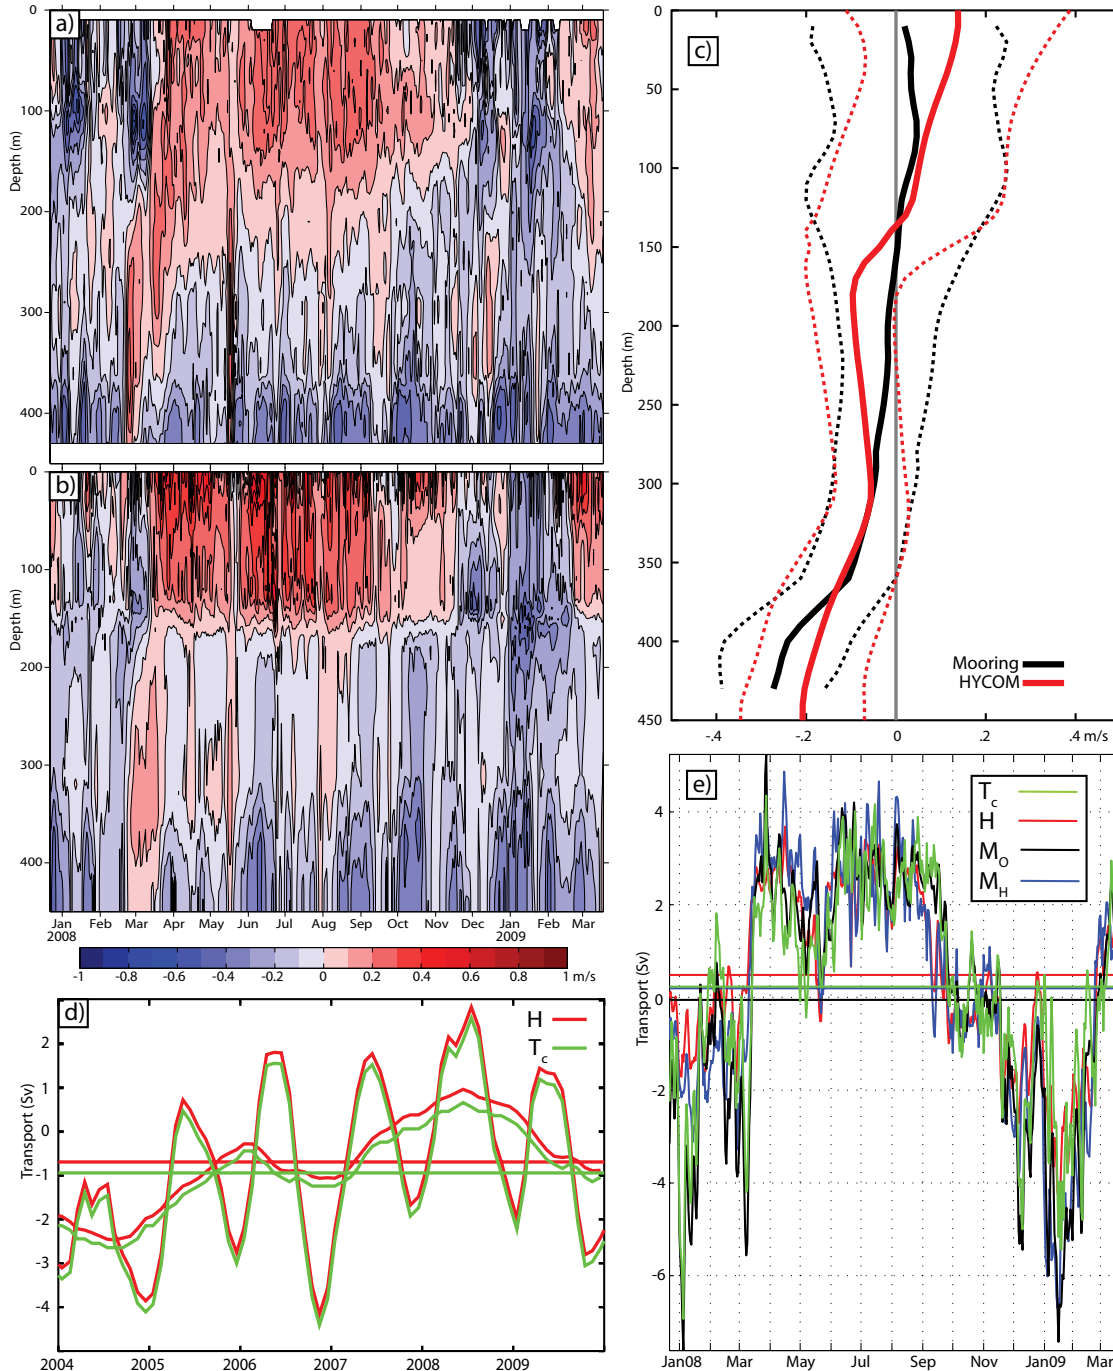 a)
0
100
200
300
400
Depth (m)
b)
0
100
200
300
400
Depth (m)
Jan Feb Mar Apr May Jun Jul Aug Sep Oct Nov Dec Jan Feb Mar
2008 2009
-1 -0.8 -0.6 -0.4 -0.2 0 0.2 0.4 0.6 0.8 1 m/s
c)
0
50
100
150
200
250
300
350
400
450
Depth (m)
Mooring
HYCOM
-.4 -.2 0 .2 .4 m/s
d)
H
Tc
2
1
0
-1
-2
-3
-4
Transport (Sv)
2004 2005 2006 2007 2008 2009
e)
Tc
H
MO
MH
4
2
0
-2
-4
-6
Transport (Sv)
Jan08 Mar May Jul Sep Nov Jan09 Mar